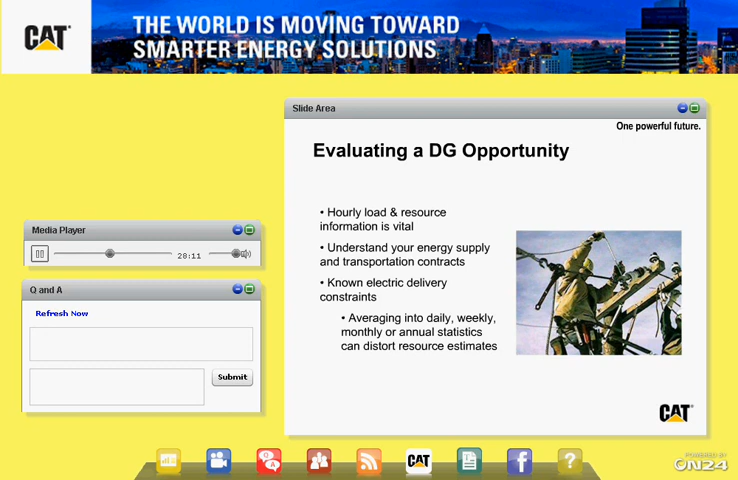 CAT
THE WORLD IS MOVING TOWARD
SMARTER ENERGY SOLUTIONS
Slide Area
One powerful future.
Evaluating a DG Opportunity
• Hourly load & resource
information is vital
• Understand your energy supply
and transportation contracts
• Known electric delivery
constraints
• Averaging into daily, weekly,
monthly or annual statistics
can distort resource estimates
CAT
Media Player
28:11
Q and A
Refresh Now
Submit
Q
A
CAT
f
?
POWERED BY
ON24